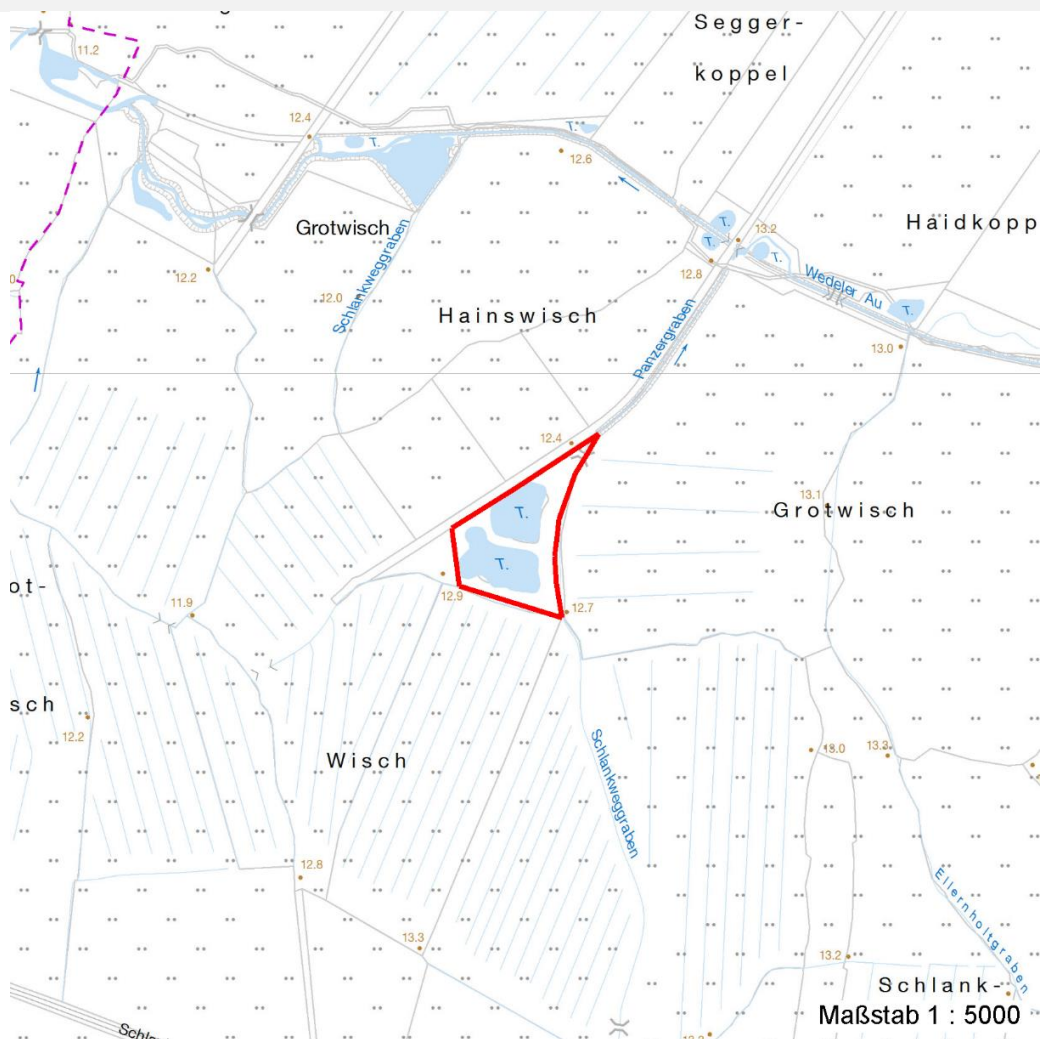 11.2
Segger-
koppel
12.4
T.
T.
12.6
Grotwisch
T.
13.2
Haidkopp
T.
T.
12.2
12.8
12.0
Schlankweggraben
Wedeler Au
T.
Hainswisch
Panzergraben
13.0
12.4
13.1
Grotwisch
T.
T.
ot-
12.9
12.7
11.9
sch
12.2
Wisch
13.0
13.3
Schlankweggraben
12.8
Ellernholtgraben
13.3
13.2
Schlank-
Maßstab 1 : 5000